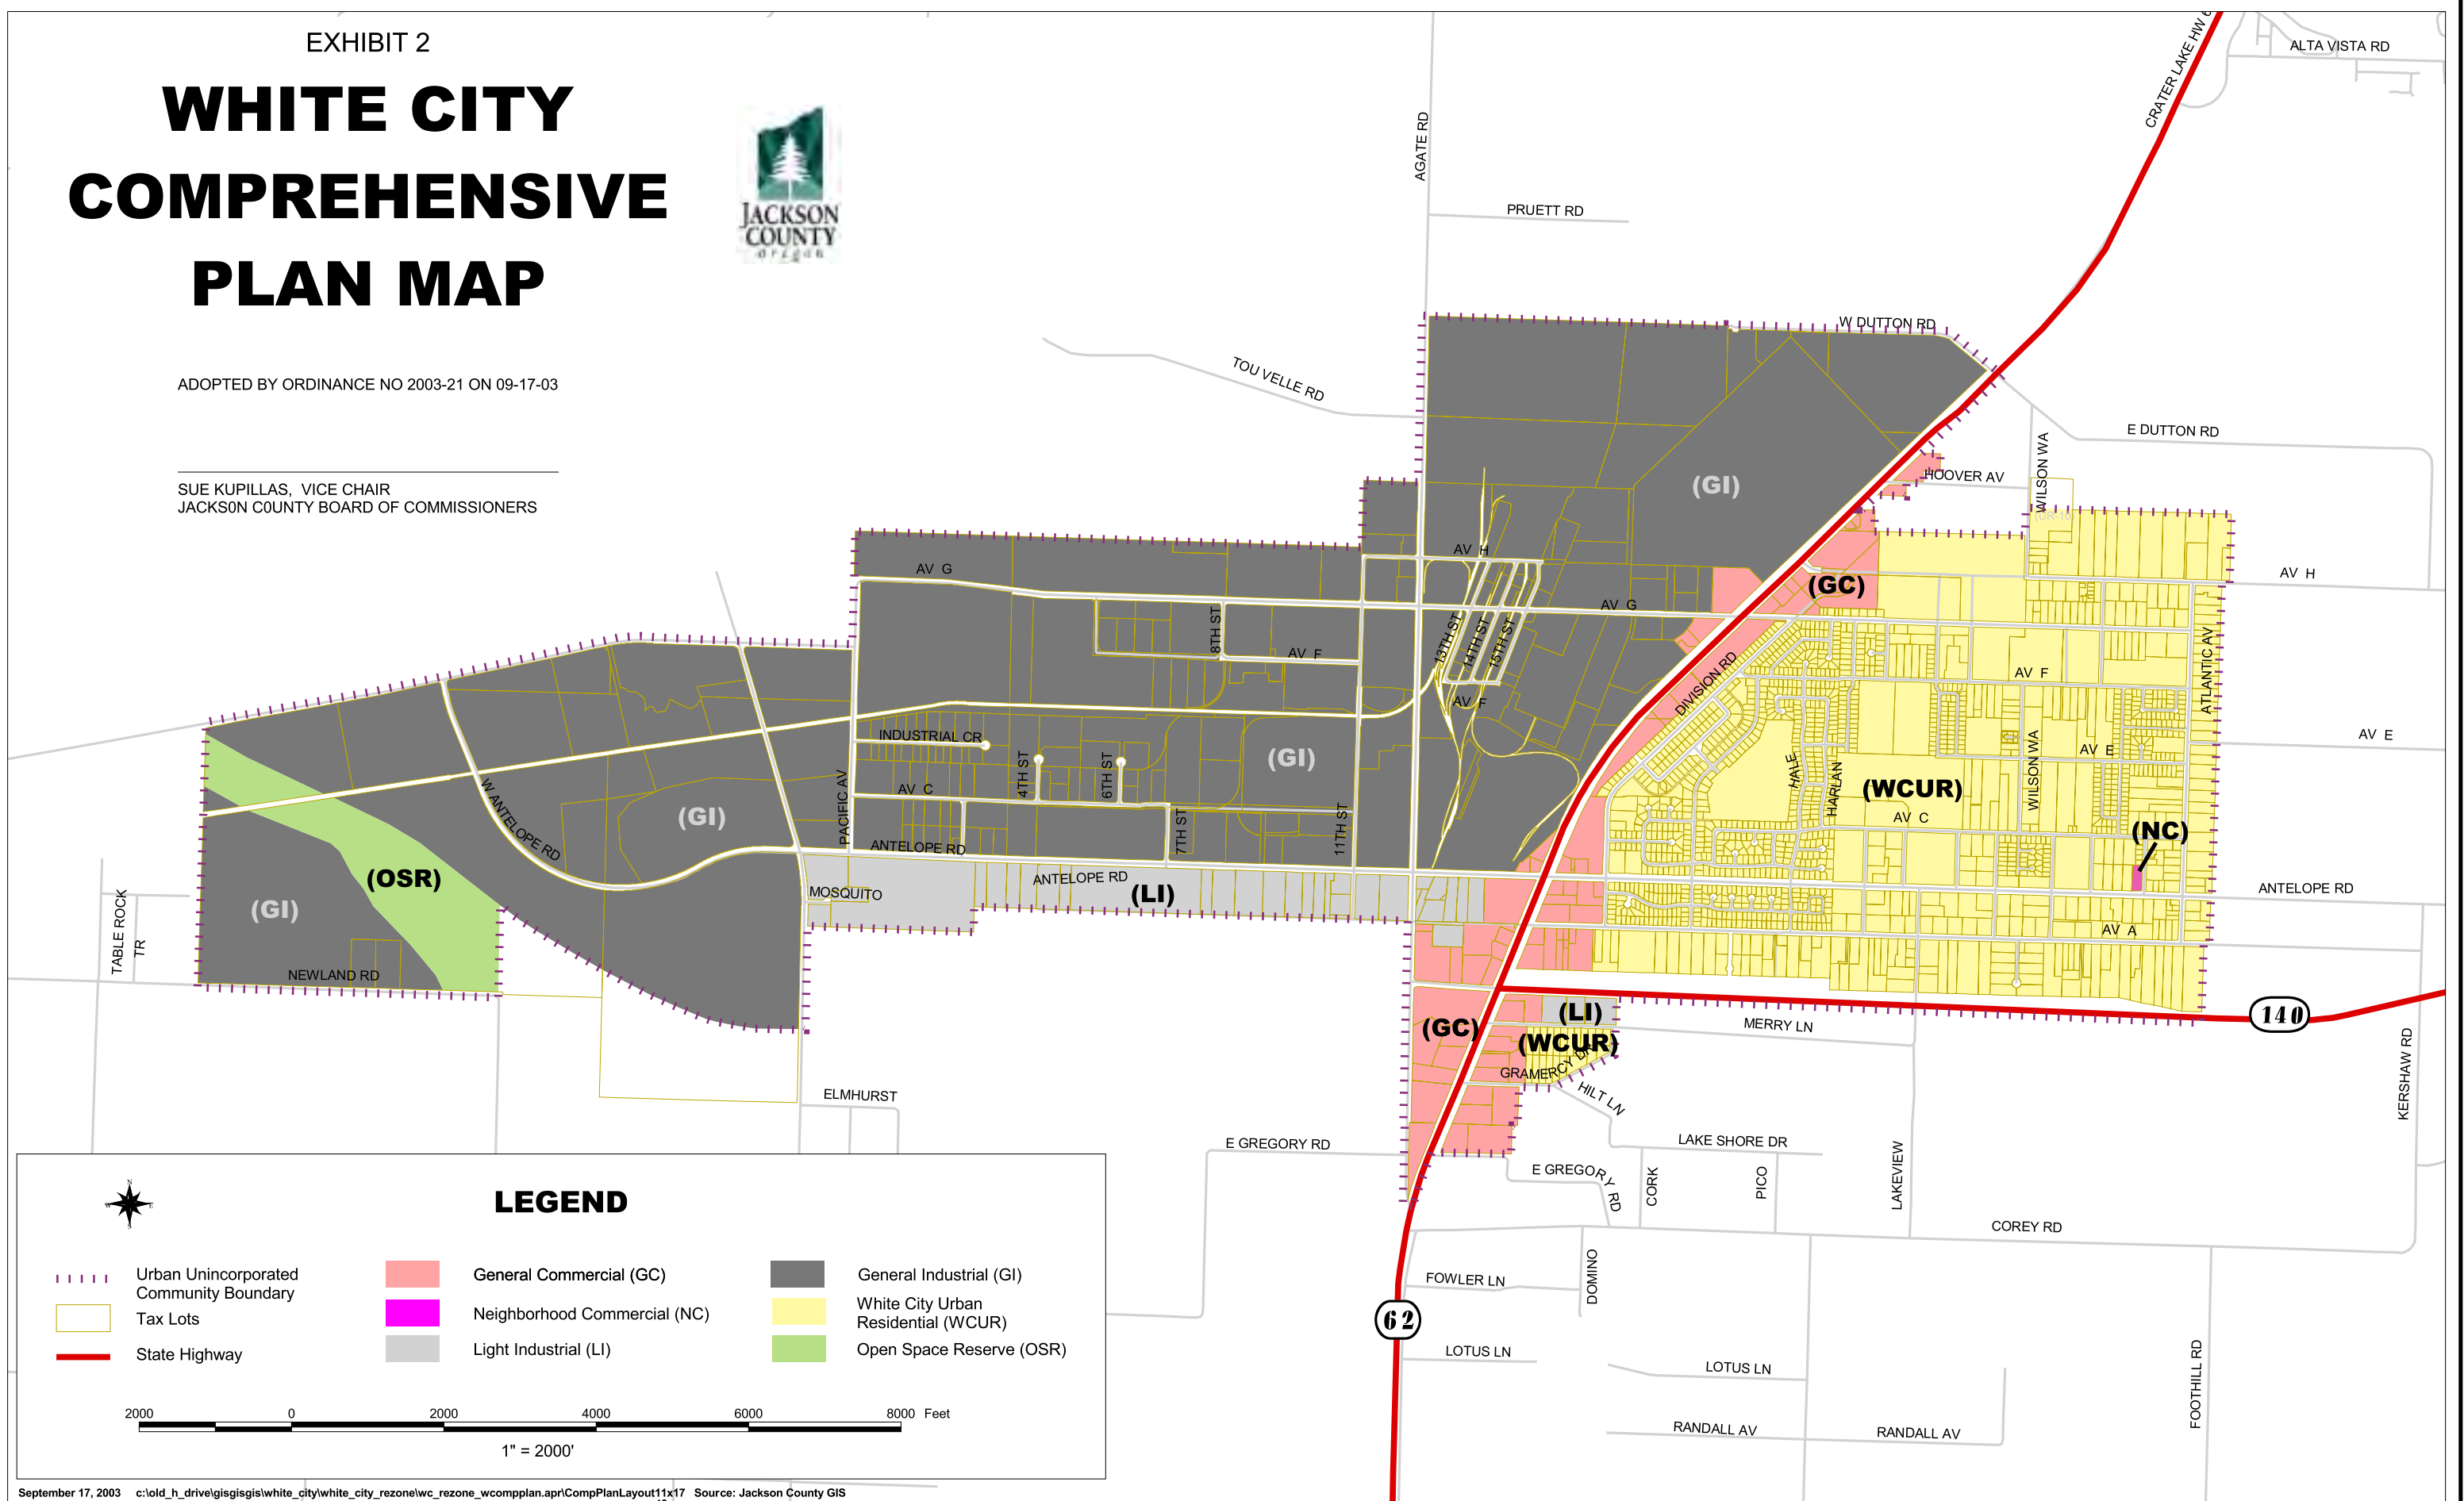 EXHIBIT 2
WHITE CITY
COMPREHENSIVE
PLAN MAP
JACKSON
COUNTY
Oregon
ADOPTED BY ORDINANCE NO 2003-21 ON 09-17-03
SUE KUPILLAS, VICE CHAIR
JACKS0N C0UNTY BOARD OF COMMISSIONERS
CRATER LAKE HW 6
ALTA VISTA RD
AGATE RD
PRUETT RD
W DUTTON RD
TOU VELLE RD
E DUTTON RD
WILSON WA
HOOVER AV
(GI)
AV H
AV G
AV G
(GC)
AV H
8TH ST
AV F
13TH ST
14TH ST
15TH ST
AV F
DIVISION RD
AV F
ATLANTIC AV
INDUSTRIAL CR
AV E
AV E
(GI)
4TH ST
6TH ST
HALE
HARLAN
WILSON WA
(WCUR)
W ANTELOPE RD
(GI)
PACIFIC AV
AV C
7TH ST
11TH ST
AV C
(NC)
ANTELOPE RD
(OSR)
ANTELOPE RD
MOSQUITO
(LI)
ANTELOPE RD
(GI)
TABLE ROCK
TR
AV A
NEWLAND RD
(GC)
(LI)
140
MERRY LN
(WCUR)
GRAMERCY DR
HILT LN
KERSHAW RD
ELMHURST
E GREGORY RD
LAKE SHORE DR
E GREGORY RD
CORK
PICO
LAKEVIEW
COREY RD
FOWLER LN
DOMINO
62
LOTUS LN
LOTUS LN
FOOTHILL RD
RANDALL AV
RANDALL AV
N
W
E
S
LEGEND
Urban Unincorporated
Community Boundary
Tax Lots
State Highway
General Commercial (GC)
Neighborhood Commercial (NC)
Light Industrial (LI)
General Industrial (GI)
White City Urban
Residential (WCUR)
Open Space Reserve (OSR)
2000 0 2000 4000 6000 8000 Feet
1" = 2000'
September 17, 2003 c:\old_h_drive\gisgisgis\white_city\white_city_rezone\wc_rezone_wcompplan.apr\CompPlanLayout11x17 Source: Jackson County GIS